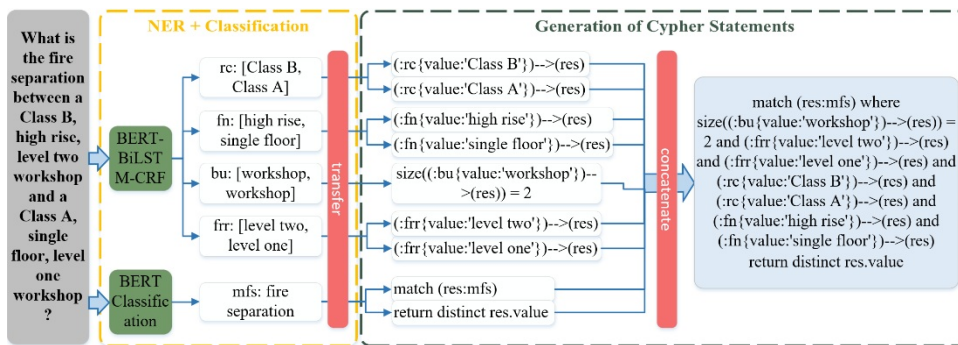 What is
the fire
separation
between a
Class B,
high rise,
level two
workshop
and a
Class A,
single
floor, level
one
workshop
?
NER + Classification
BERT-
BiLST
M-CRF
BERT
Classific
ation
rc: [Class B,
Class A]
fn: [high rise,
single floor]
bu: [workshop,
workshop]
frr: [level two,
level one]
mfs: fire
separation
transfer
Generation of Cypher Statements
(:rc{value:'Class B'})-->(res)
(:rc{value:'Class A'})-->(res)
(:fn{value:'high rise'})-->(res)
(:fn{value:'single floor'})-->(res)
size((:bu{value:'workshop'})--
>(res)) = 2
(:frr{value:'level two'})-->(res)
(:frr{value:'level one'})-->(res)
match (res:mfs)
return distinct res.value
concatenate
match (res:mfs) where
size((:bu{value:'workshop'})-->(res)) =
2 and (:frr{value:'level two'})-->(res)
and (:frr{value:'level one'})-->(res) and
(:rc{value:'Class B'})-->(res) and
(:rc{value:'Class A'})-->(res) and
(:fn{value:'high rise'})-->(res) and
(:fn{value:'single floor'})-->(res)
return distinct res.value